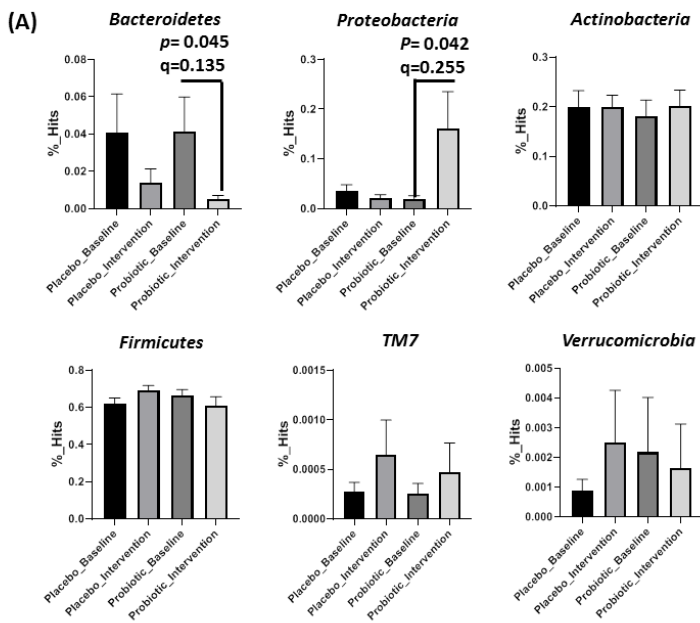 (A)
Bacteroidetes
p= 0.045
q=0.135
%_Hits
0.08
0.06
0.04
0.02
0.00
Placebo_Baseline
Placebo_Intervention
Probiotic_Baseline
Probiotic_Intervention
Proteobacteria
P= 0.042
q=0.255
%_Hits
0.3
0.2
0.1
0.0
Placebo_Baseline
Placebo_Intervention
Probiotic_Baseline
Probiotic_Intervention
Actinobacteria
%_Hits
0.3
0.2
0.1
0.0
Placebo_Baseline
Placebo_Intervention
Probiotic_Baseline
Probiotic_Intervention
Firmicutes
%_Hits
0.8
0.6
0.4
0.2
0.0
Placebo_Baseline
Placebo_Intervention
Probiotic_Baseline
Probiotic_Intervention
TM7
%_Hits
0.0015
0.0010
0.0005
0.0000
Placebo_Baseline
Placebo_Intervention
Probiotic_Baseline
Probiotic_Intervention
Verrucomicrobia
%_Hits
0.005
0.004
0.003
0.002
0.001
0.000
Placebo_Baseline
Placebo_Intervention
Probiotic_Baseline
Probiotic_Intervention